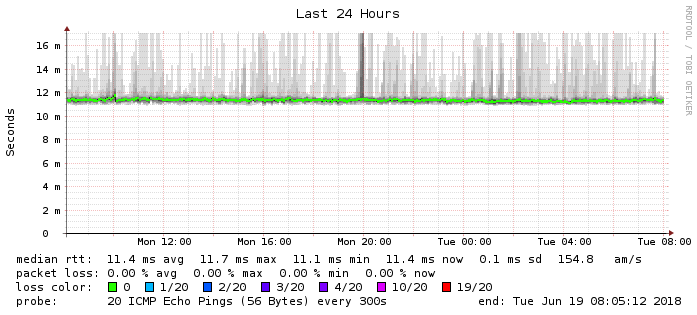 Last 24 Hours
RRDTOOL / TOBI OETIKER
Seconds
16 m
14 m
12 m
10 m
8 m
6 m
4 m
2 m
0
Mon 12:00 Mon 16:00 Mon 20:00 Tue 00:00 Tue 04:00 Tue 08:00
median rtt: 11.4 ms avg 11.7 ms max 11.1 ms min 11.4 ms now 0.1 ms sd 154.8 am/s
packet loss: 0.00 % avg 0.00 % max 0.00 % min 0.00 % now
loss color: 0 1/20 2/20 3/20 4/20 10/20 19/20
probe: 20 ICMP Echo Pings (56 Bytes) every 300s end: Tue Jun 19 08:05:12 2018